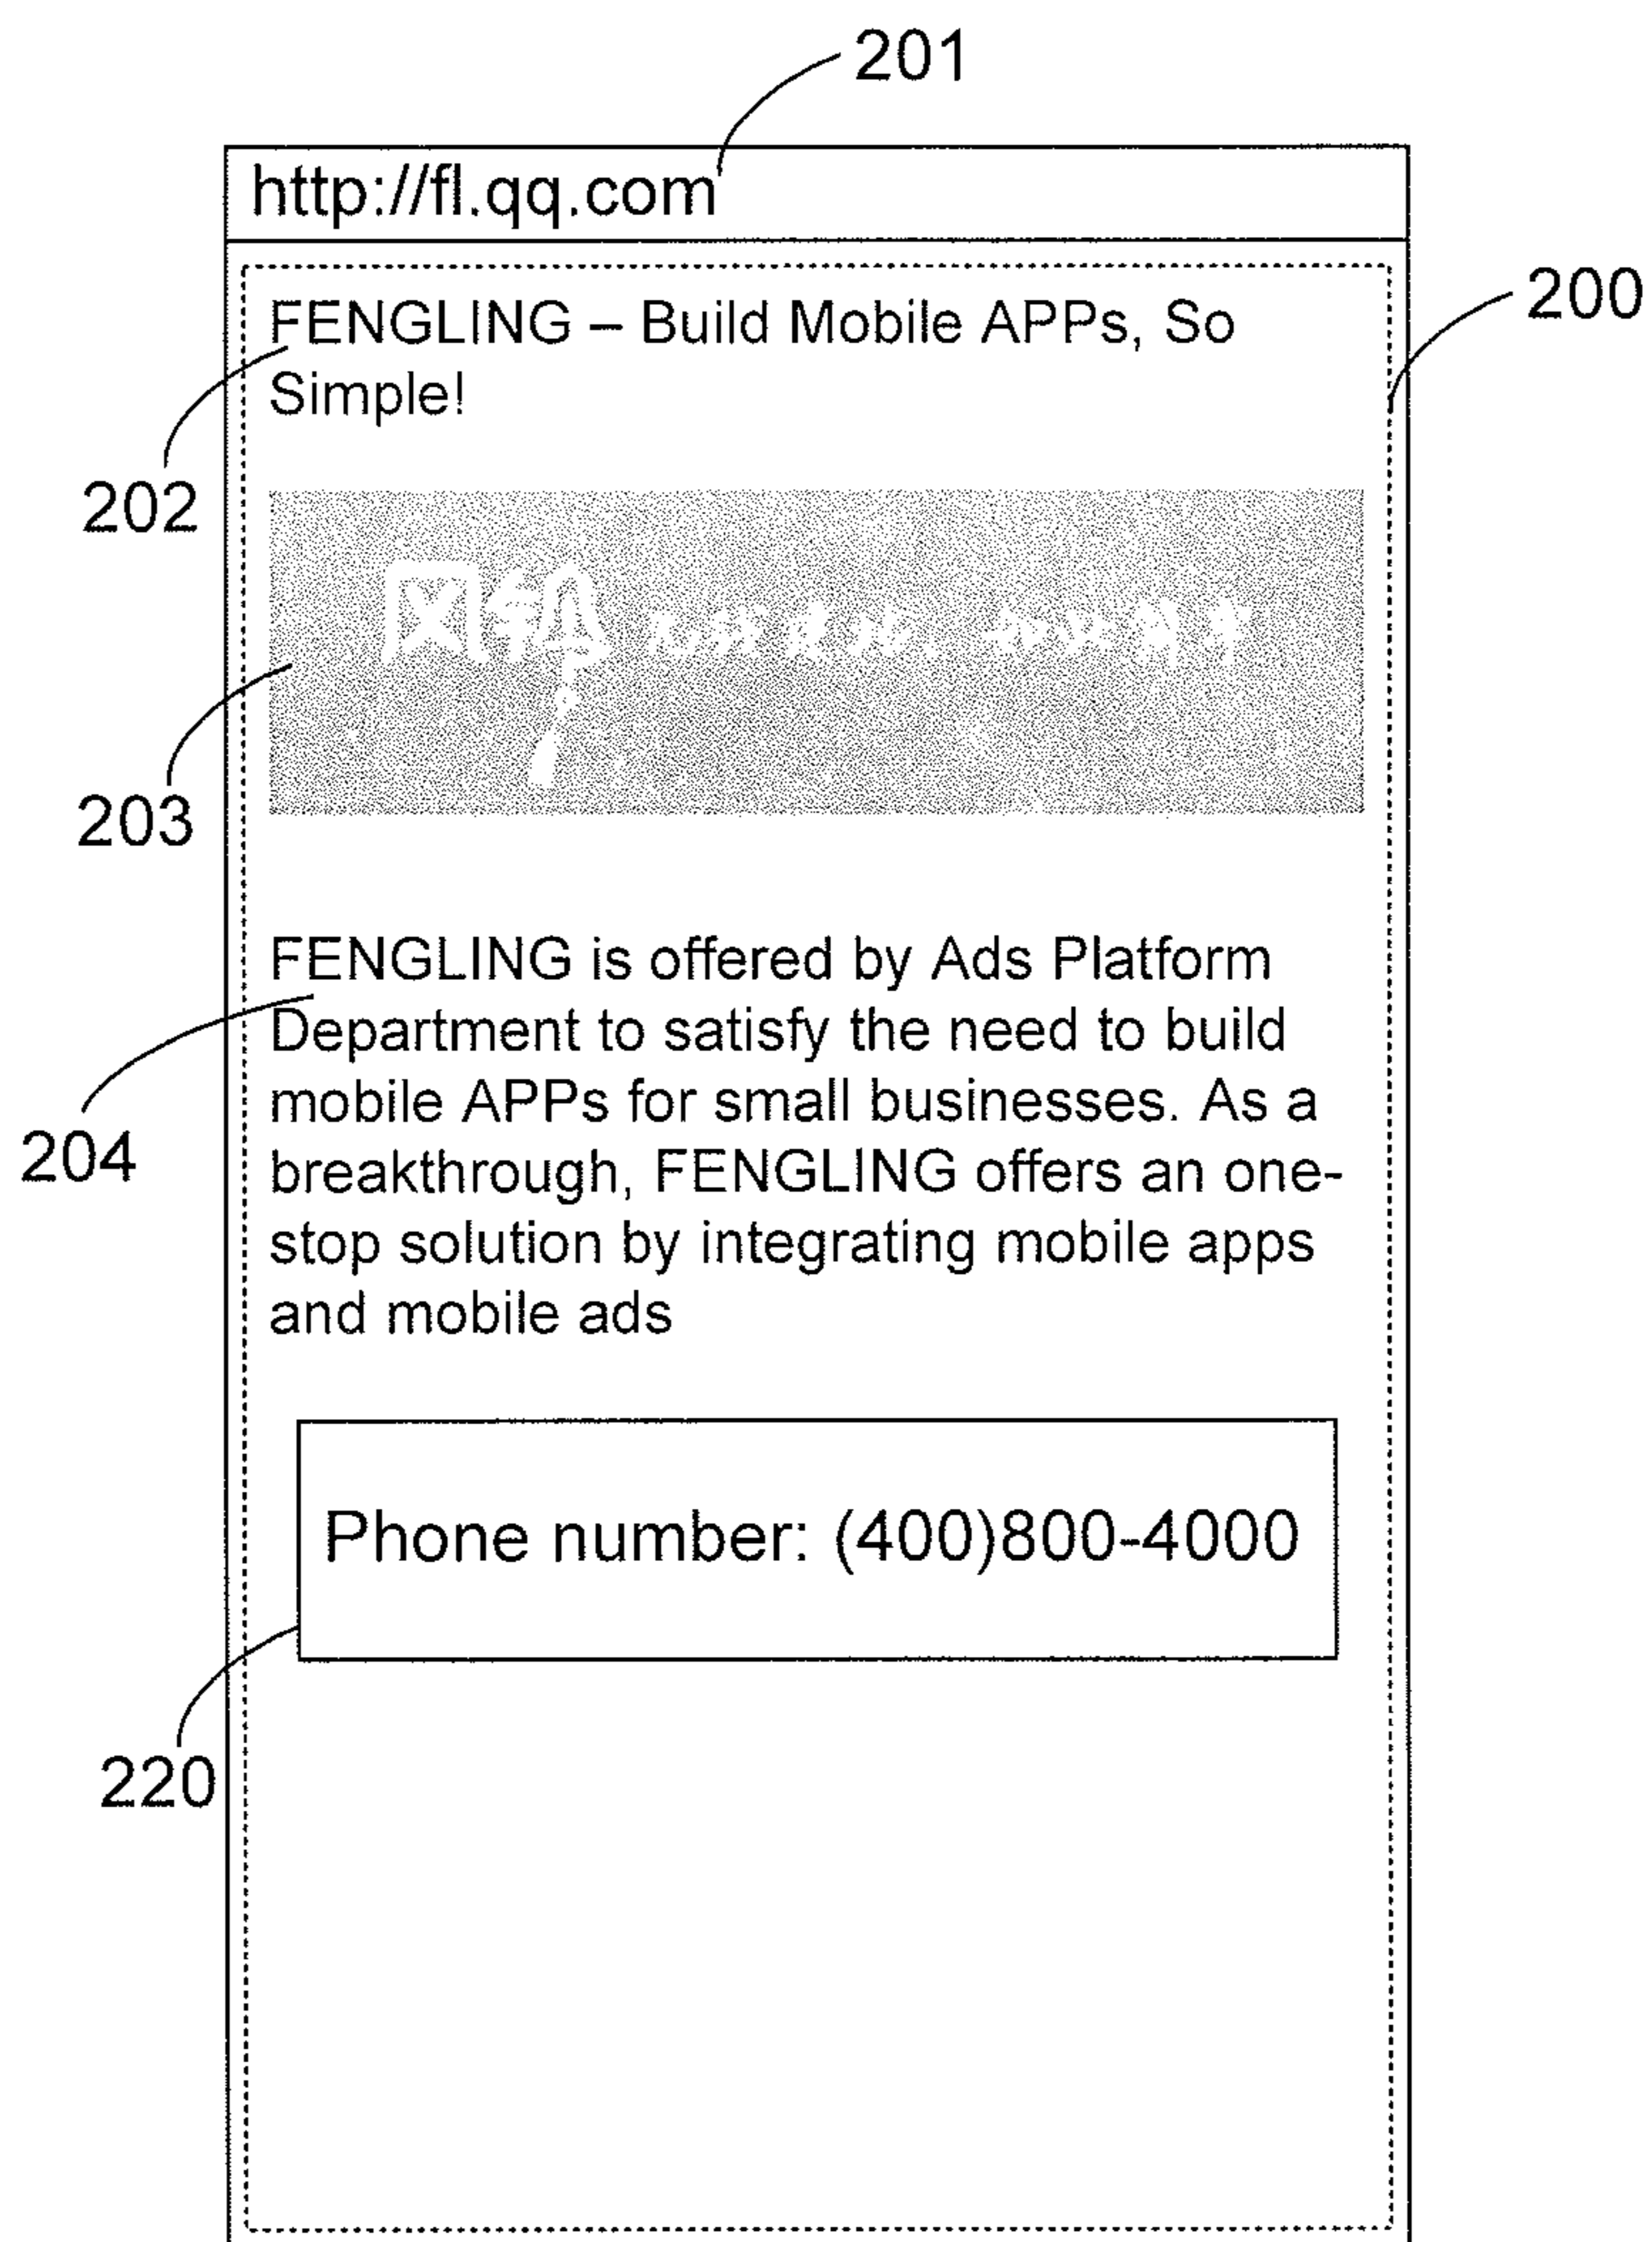 201
http://fl.qq.com
200
FENGLING – Build Mobile APPs, So
Simple!
202
风铃
203
FENGLING is offered by Ads Platform
Department to satisfy the need to build
mobile APPs for small businesses. As a
breakthrough, FENGLING offers an one-
stop solution by integrating mobile apps
and mobile ads
204
Phone number: (400)800-4000
220